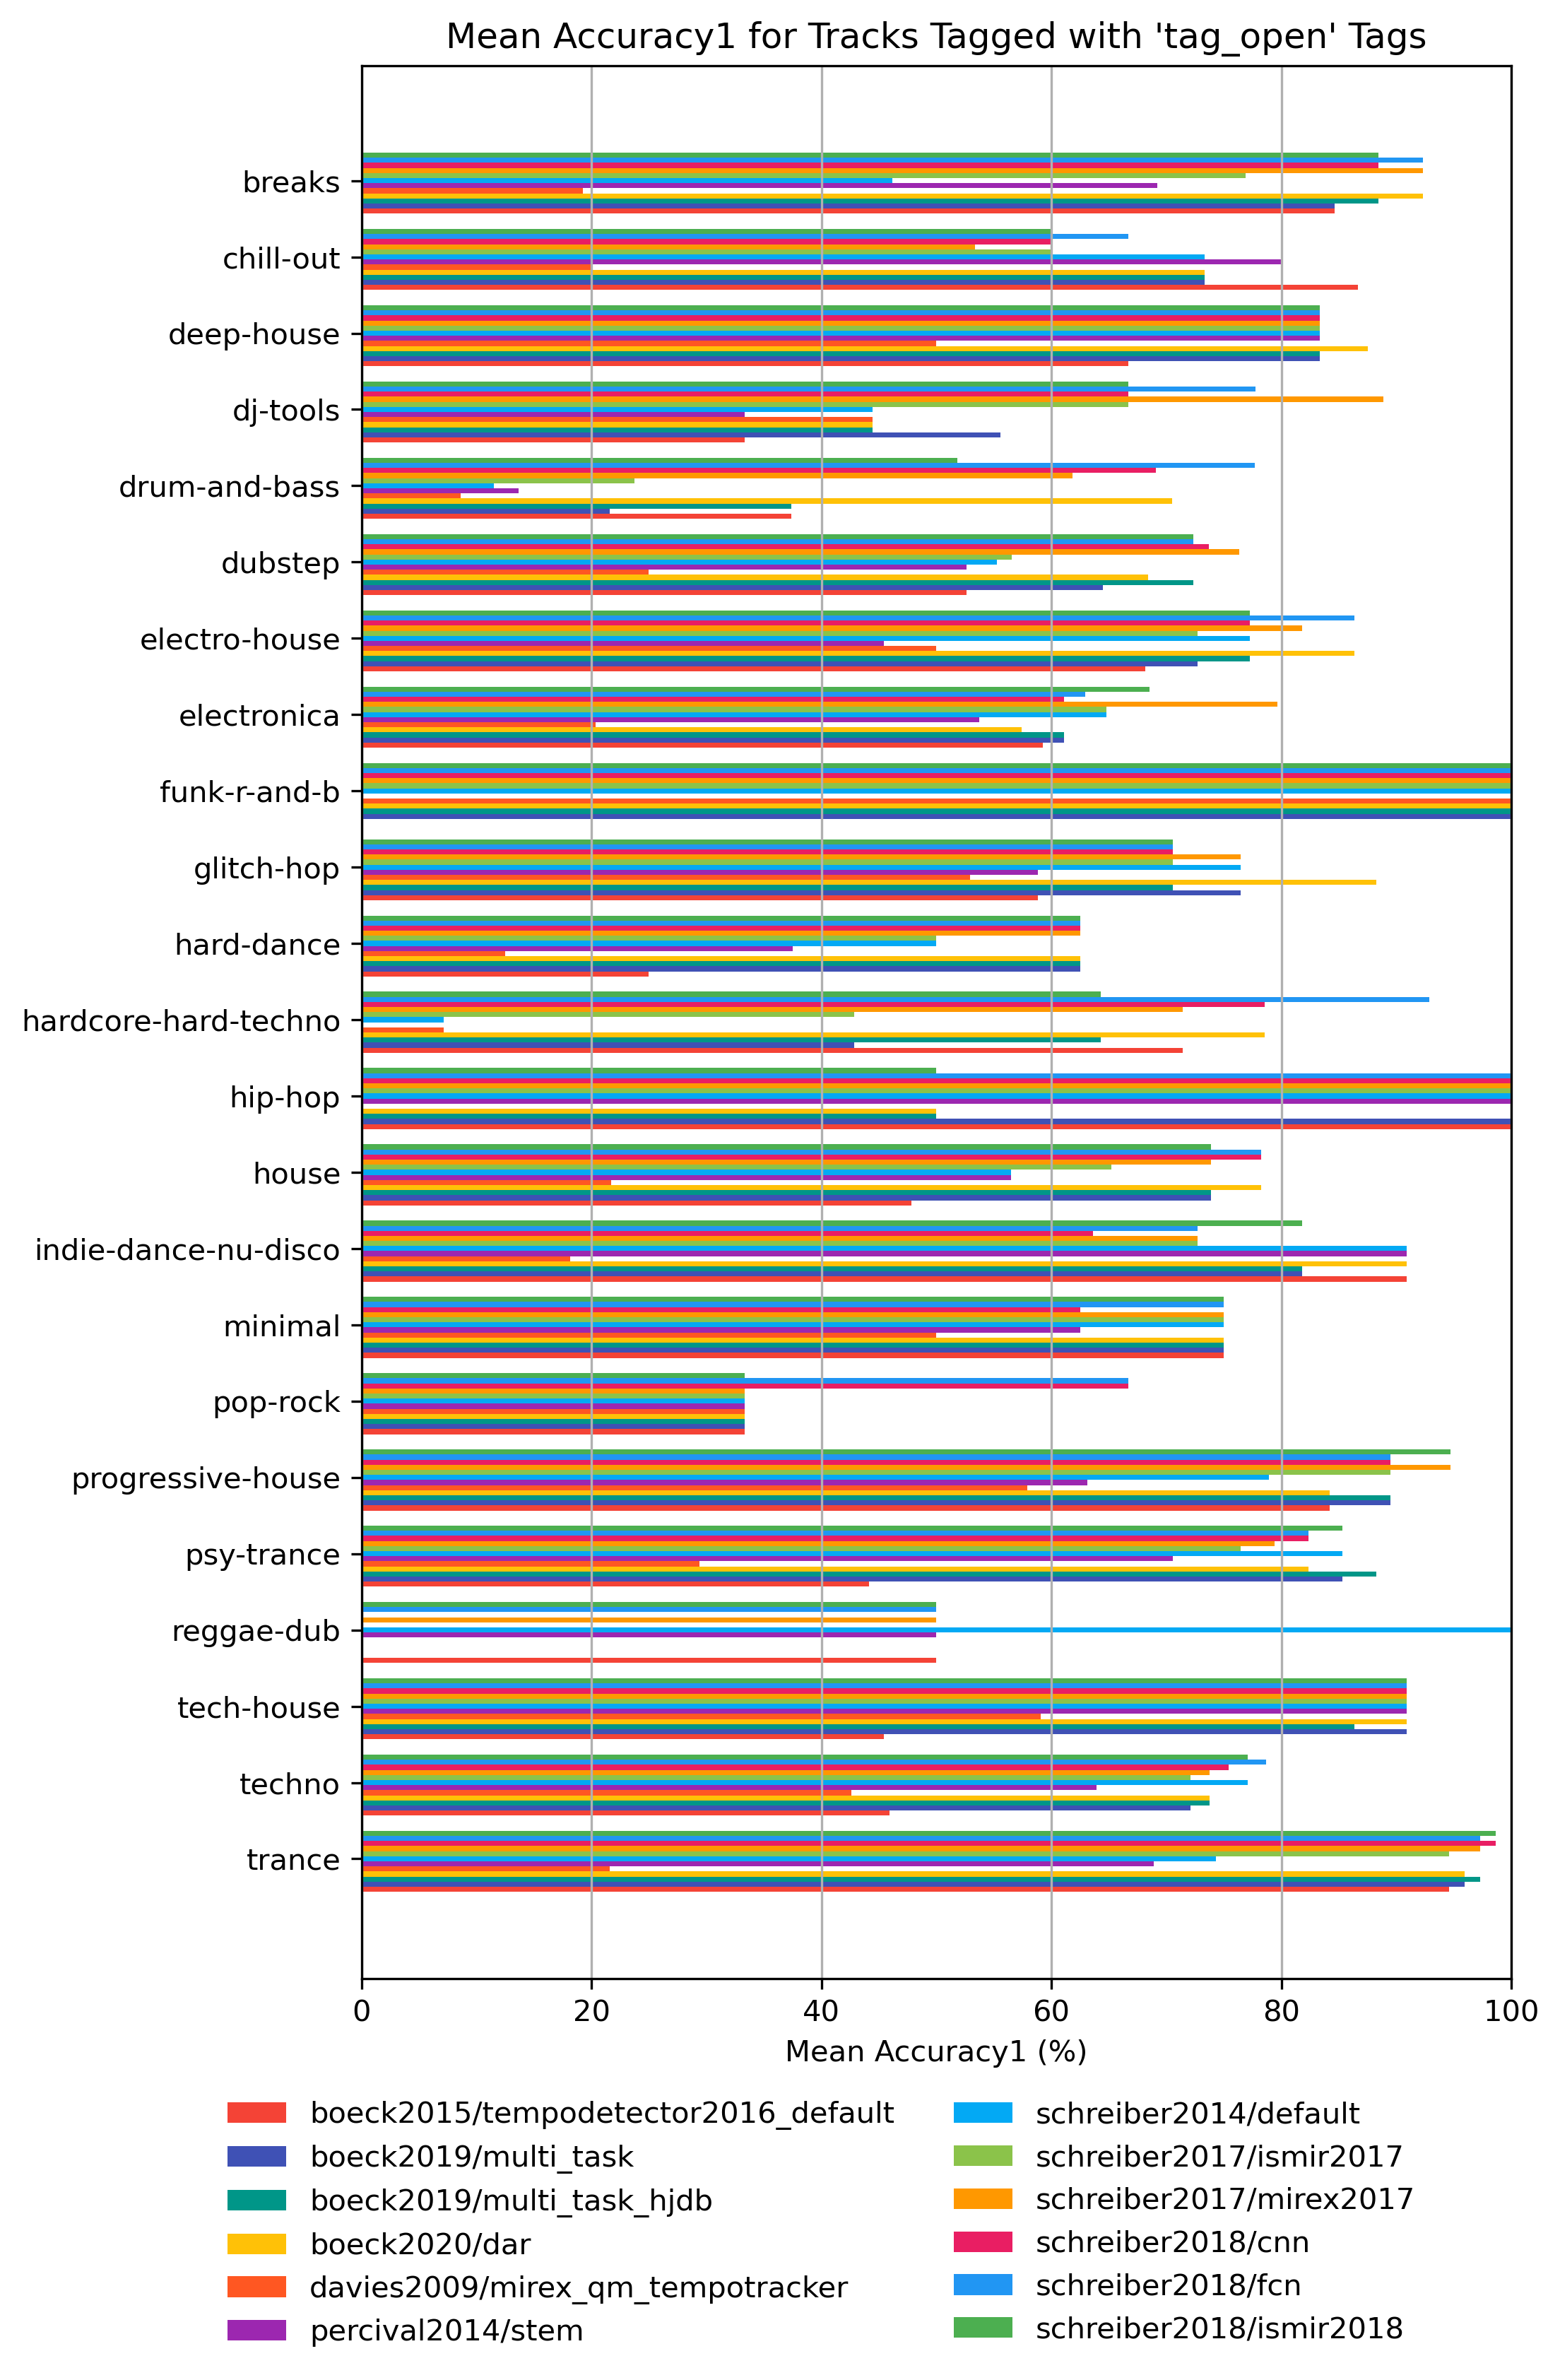 Mean Accuracy1 for Tracks Tagged with 'tag_open' Tags
breaks
chill-out
deep-house
dj-tools
drum-and-bass
dubstep
electro-house
electronica
funk-r-and-b
glitch-hop
hard-dance
hardcore-hard-techno
hip-hop
house
indie-dance-nu-disco
minimal
pop-rock
progressive-house
psy-trance
reggae-dub
tech-house
techno
trance
0 20 40 60 80 100
Mean Accuracy1 (%)
boeck2015/tempodetector2016_default
boeck2019/multi_task
boeck2019/multi_task_hjdb
boeck2020/dar
davies2009/mirex_qm_tempotracker
percival2014/stem
schreiber2014/default
schreiber2017/ismir2017
schreiber2017/mirex2017
schreiber2018/cnn
schreiber2018/fcn
schreiber2018/ismir2018